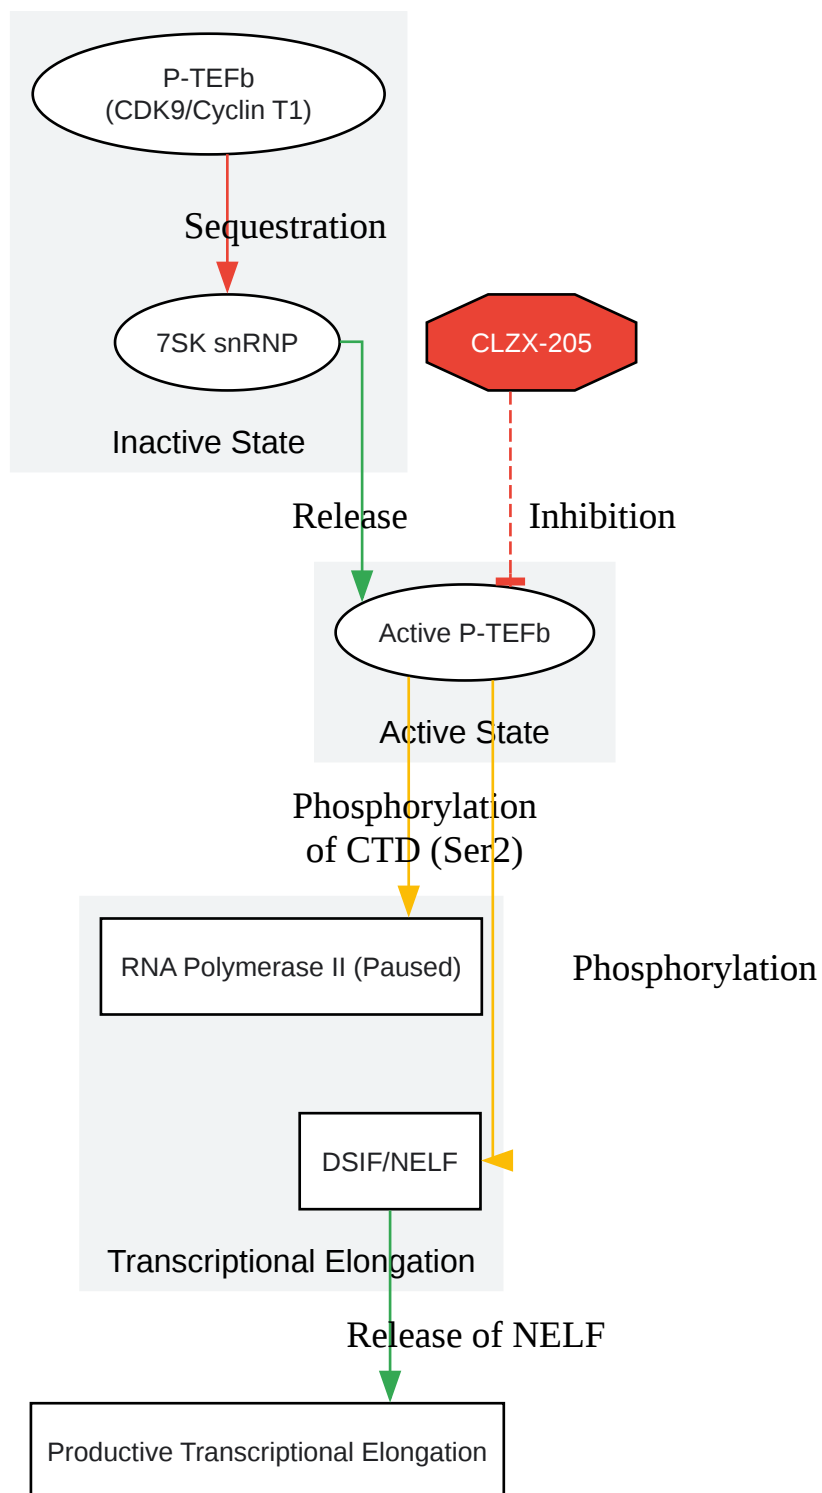 P-TEFb
(CDK9/Cyclin T1)
Sequestration
7SK snRNP
CLZX-205
Inactive State
Release
Inhibition
Active P-TEFb
Active State
Phosphorylation
of CTD (Ser2)
RNA Polymerase II (Paused)
Phosphorylation
DSIF/NELF
Transcriptional Elongation
Release of NELF
Productive Transcriptional Elongation